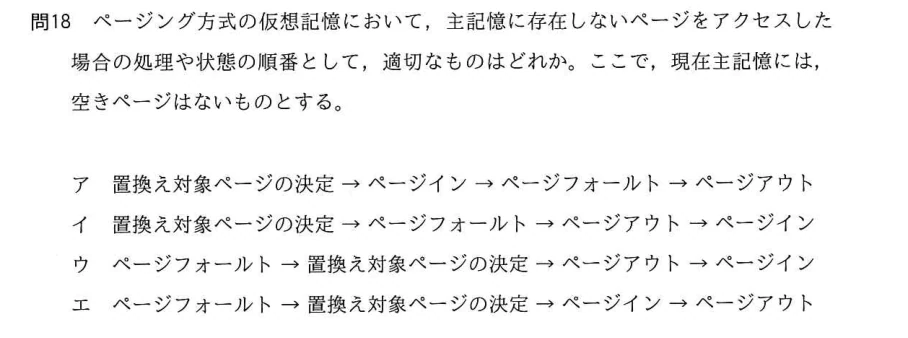 問18 ページング方式の仮想記憶において，主記憶に存在しないページをアクセスした
場合の処理や状態の順番として，適切なものはどれか。ここで，現在主記憶には，
空きページはないものとする。
ア 置換え対象ページの決定 → ページイン → ページフォールト → ページアウト
イ 置換え対象ページの決定 → ページフォールト → ページアウト → ページイン
ウ ページフォールト → 置換え対象ページの決定 → ページアウト → ページイン
エ ページフォールト → 置換え対象ページの決定 → ページイン → ページアウト